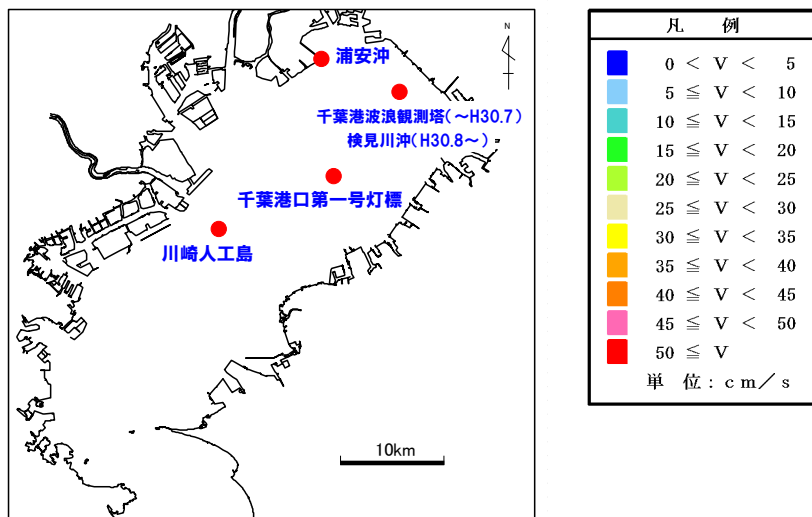 N
浦安沖
千葉港波浪観測塔(～H30.7)
検見川沖(H30.8～)
千葉港口第一号灯標
川崎人工島
10km
凡 例
0 < V < 5
5 ≦ V < 10
10 ≦ V < 15
15 ≦ V < 20
20 ≦ V < 25
25 ≦ V < 30
30 ≦ V < 35
35 ≦ V < 40
40 ≦ V < 45
45 ≦ V < 50
50 ≦ V
単 位 : c m／s